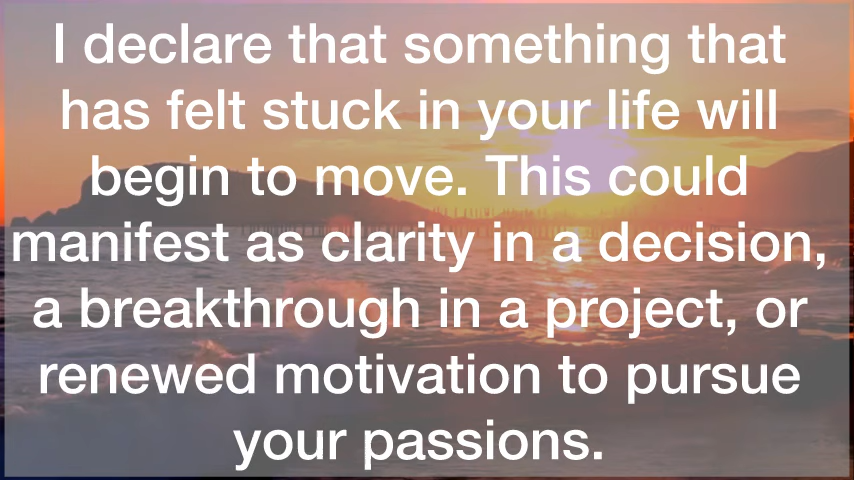 I declare that something that
has felt stuck in your life will
begin to move. This could
manifest as clarity in a decision,
a breakthrough in a project, or
renewed motivation to pursue
your passions.